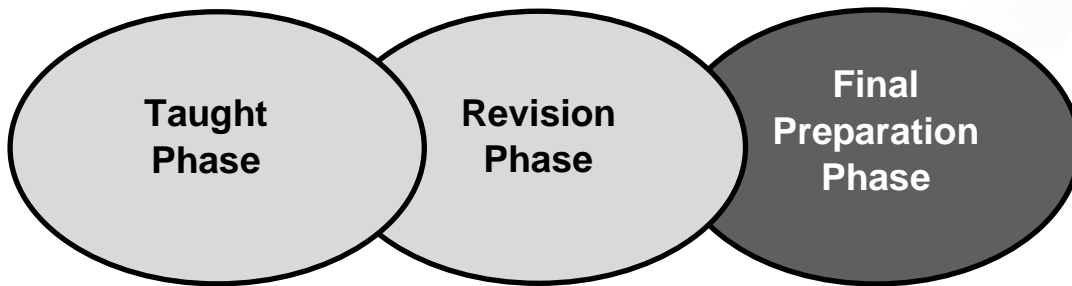 Taught
Phase
Revision
Phase
Final
Preparation
Phase